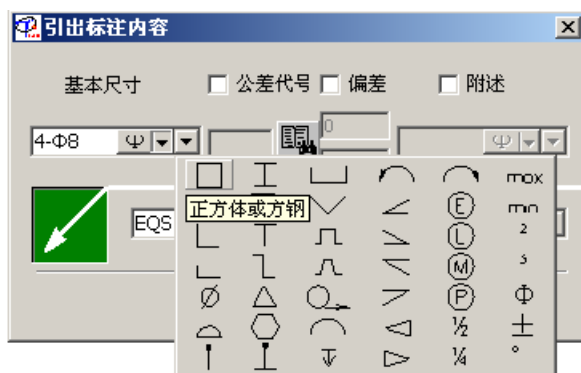 引出标注内容
基本尺寸 公差代号 偏差 附述
4-Φ8 Ψ 0 Ψ
max
正方体或方钢 E min
EQS L 2
M 3
P Φ
½ ±
¼ °